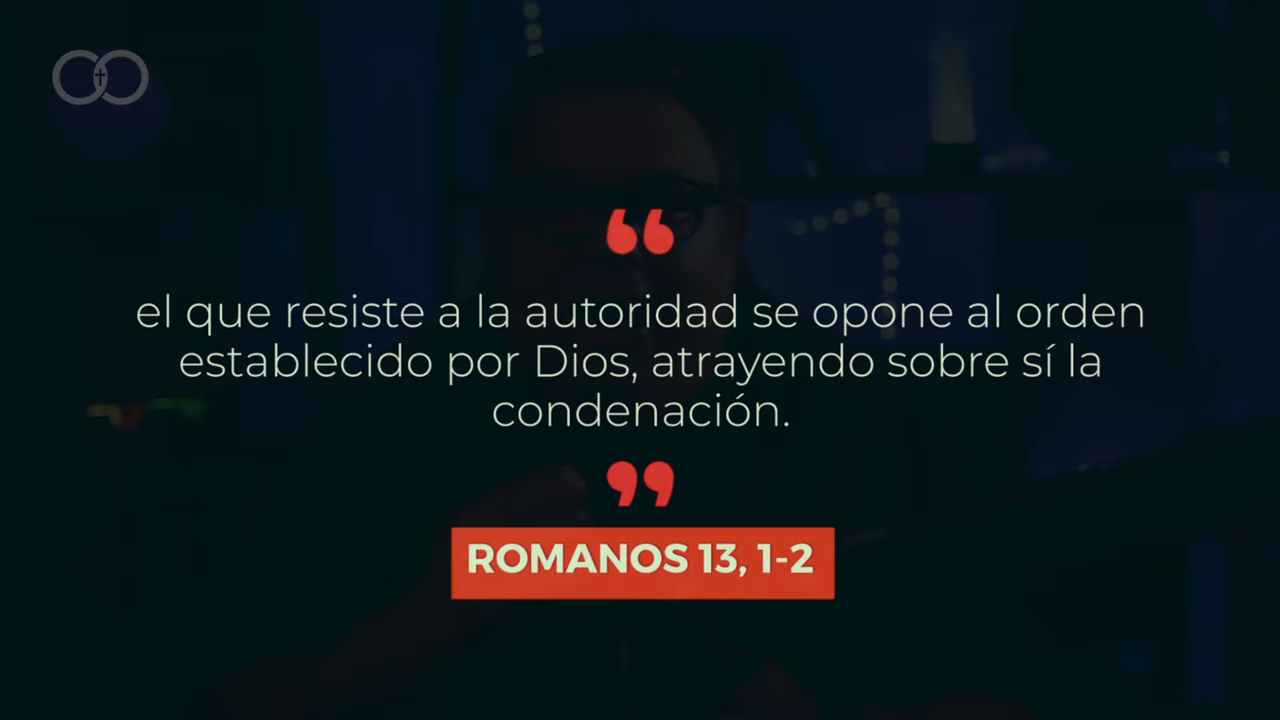 el que resiste a la autoridad se opone al orden
establecido por Dios, atrayendo sobre sí la
condenación.
ROMANOS 13, 1-2